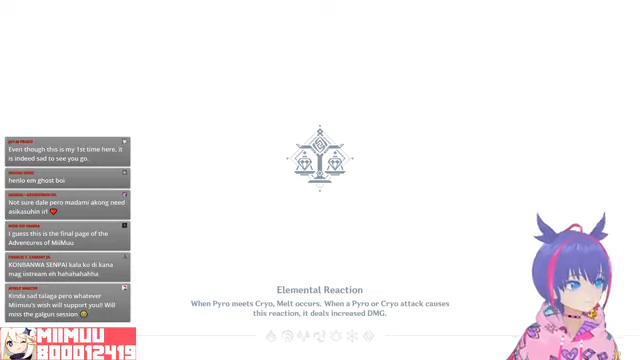 Even though this is my 1st time here, it
is indeed sad to see you go.
henlo em ghost boi
Not sure dale pero madami akong need
asikasuhin irl
I guess this is the final page of the
Adventures of MiiMuu
KONBANWA SENPAI kala ko di kana
mag iistream eh hahahahahha
Kinda sad talaga pero whatever
Miimuu's wish will support you!! Will
miss the galgun session
MIIMUU
800012419
Elemental Reaction
When Pyro meets Cryo, Melt occurs. When a Pyro or Cryo attack causes
this reaction, it deals increased DMG.